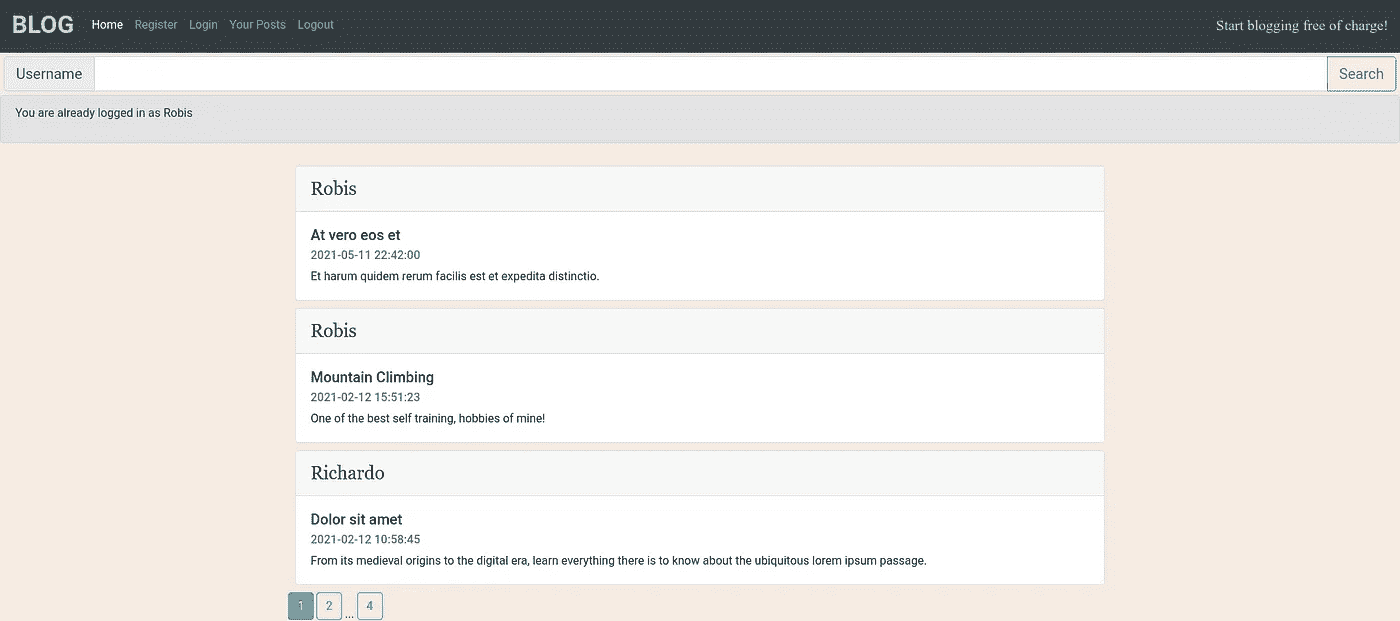 BLOG Home Register Login Your Posts Logout Start blogging free of charge!
Username Search
You are already logged in as Robis
Robis
At vero eos et
2021-05-11 22:42:00
Et harum quidem rerum facilis est et expedita distinctio.
Robis
Mountain Climbing
2021-02-12 15:51:23
One of the best self training, hobbies of mine!
Richardo
Dolor sit amet
2021-02-12 10:58:45
From its medieval origins to the digital era, learn everything there is to know about the ubiquitous lorem ipsum passage.
1 2 ... 4